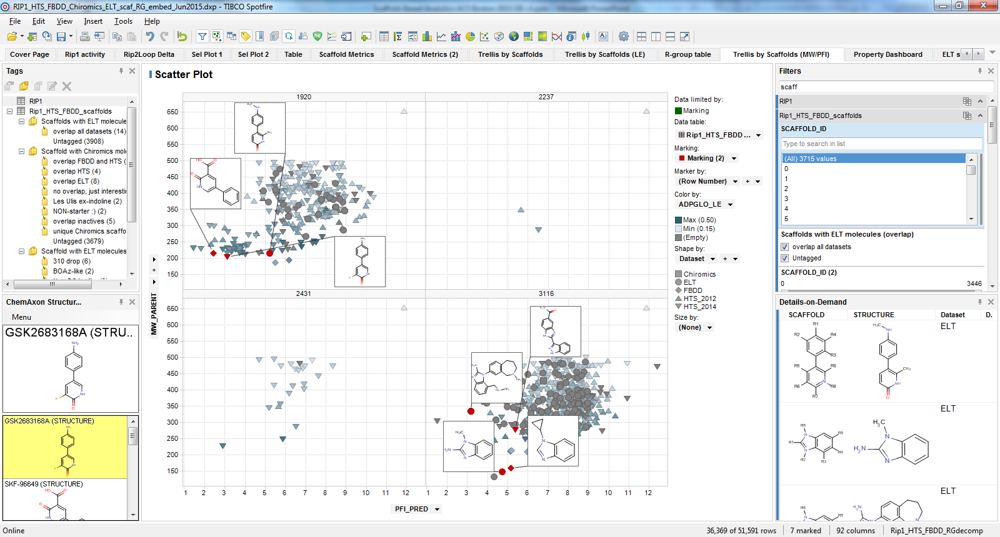 RIP1_HTS_FBDD_Chiromics_ELT_scaf_RG_embed_Jun2015.dxp - TIBCO Spotfire
File Edit View Insert Tools Help
Cover Page Rip1 activity Rip2Loop Delta Sel Plot 1 Sel Plot 2 Table Scaffold Metrics Scaffold Metrics (2) Trellis by Scaffolds Trellis by Scaffolds (LE) R-group table Trellis by Scaffolds (MW/PFI) Property Dashboard ELT s
Tags
RIP1
Rip1_HTS_FBDD_scaffolds
Scaffolds with ELT molecule
overlap all datasets (14)
Untagged (3908)
Scaffold with Chiromics mol
overlap FBDD and HTS (
overlap HTS (4)
overlap ELT (8)
no overlap, just interestin
Les Ulis ex-indoline (2)
NON-starter :) (2)
overlap inactives (5)
unique Chiromics scaffo
Untagged (3679)
Scaffold with ELT molecules
310 drop (6)
BOAz-like (2)
ChemAxon Structur...
Menu
GSK2683168A (STRU..
GSK2683168A (STRUCTURE)
SKF-96649 (STRUCTURE)
Scatter Plot
1920 2237
650
600
550
500
450
400
350
300
250
200
150
2431 3116
650
600
550
500
450
400
350
300
250
200
150
1 2 3 4 5 6 7 8 9 10 11 12 1 2 3 4 5 6 7 8 9 10 11 12
MW_PARENT
PFI_PRED
Data limited by:
Marking
Data table:
Rip1_HTS_FBDD ...
Marking:
Marking (2)
Marker by:
(Row Number) +
Color by:
ADPGLO_LE
Max (0.50)
Min (0.15)
(Empty)
Shape by:
Dataset +
Chiromics
ELT
FBDD
HTS_2012
HTS_2014
Size by:
(None)
Filters
scaff
RIP1
Rip1_HTS_FBDD_scaffolds
SCAFFOLD_ID
Type to search in list
(All) 3715 values
0
1
2
3
4
5
Scaffolds with ELT molecules (overlap)
overlap all datasets
Untagged
SCAFFOLD_ID (2)
0 3446
Details-on-Demand
SCAFFOLD STRUCTURE Dataset D.
ELT
ELT
ELT
Online
36,369 of 51,591 rows 7 marked 92 columns Rip1_HTS_FBDD_RGdecomp